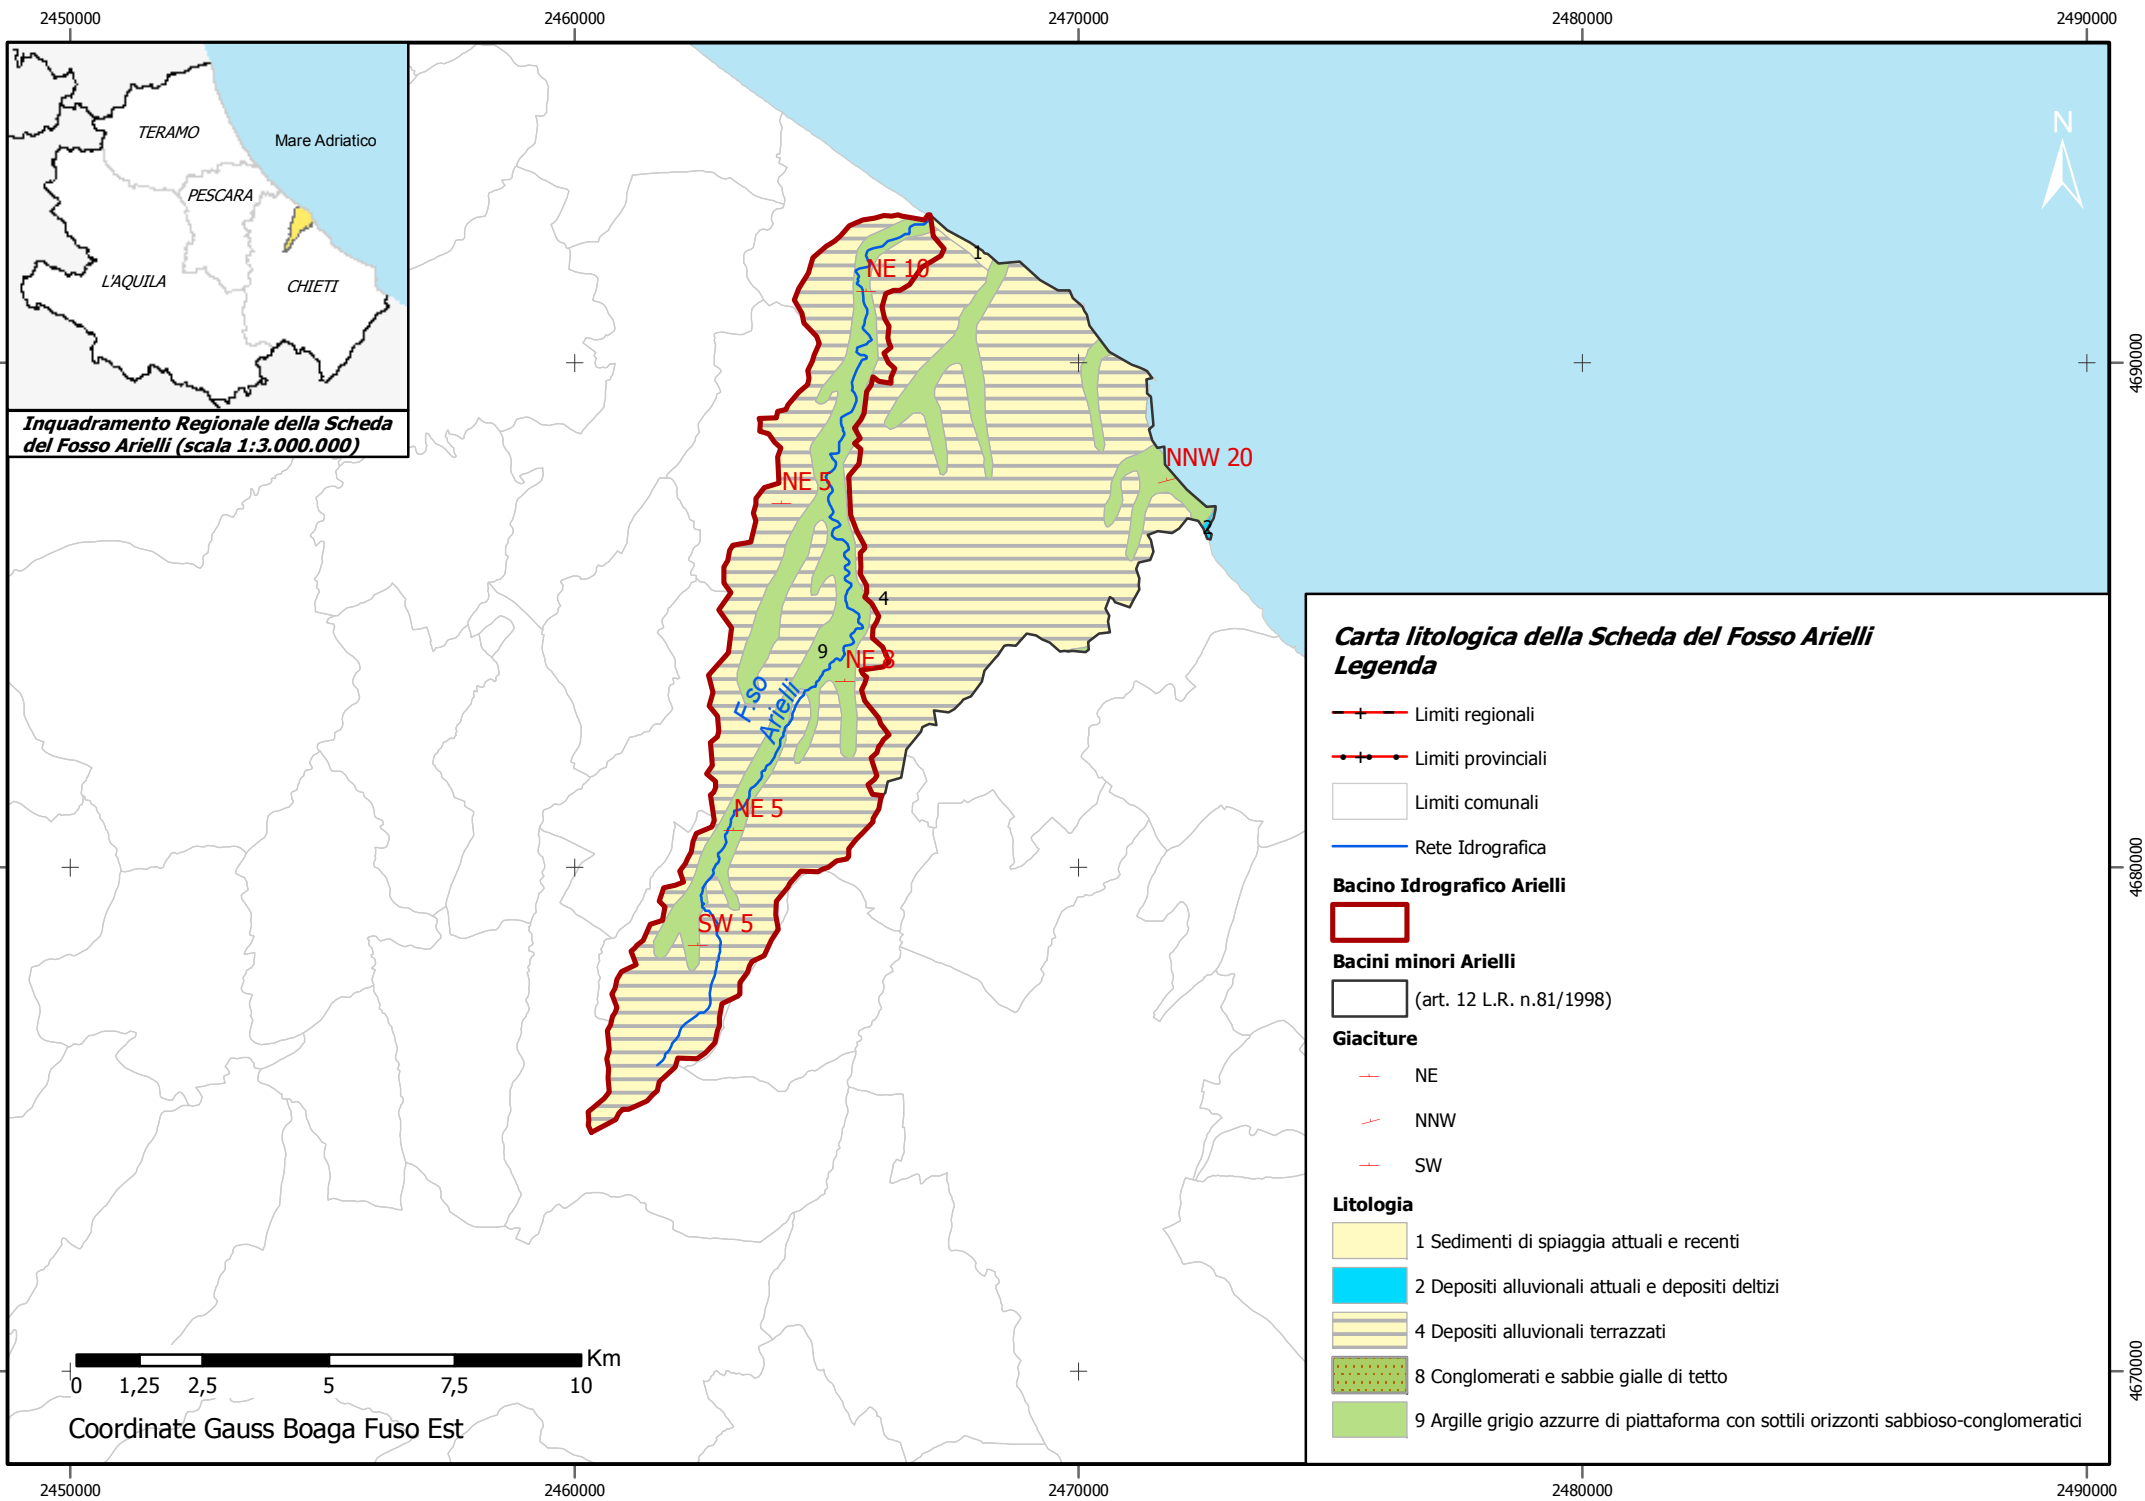 2450000
2460000
2470000
2480000
2490000
TERAMO
Mare Adriatico
PESCARA
L'AQUILA
CHIETI
Inquadramento Regionale della Scheda
del Fosso Arielli (scala 1:3.000.000)
N
1
NE 10
4690000
NNW 20
NE 5
2
4
9
NE 8
F.so
Arielli
NE 5
4680000
SW 5
Carta litologica della Scheda del Fosso Arielli
Legenda
Limiti regionali
Limiti provinciali
Limiti comunali
Rete Idrografica
Bacino Idrografico Arielli
Bacini minori Arielli
(art. 12 L.R. n.81/1998)
Giaciture
NE
NNW
SW
Litologia
1 Sedimenti di spiaggia attuali e recenti
2 Depositi alluvionali attuali e depositi deltizi
4 Depositi alluvionali terrazzati
8 Conglomerati e sabbie gialle di tetto
9 Argille grigio azzurre di piattaforma con sottili orizzonti sabbioso-conglomeratici
4670000
Km
0 1,25 2,5 5 7,5 10
Coordinate Gauss Boaga Fuso Est
2450000
2460000
2470000
2480000
2490000